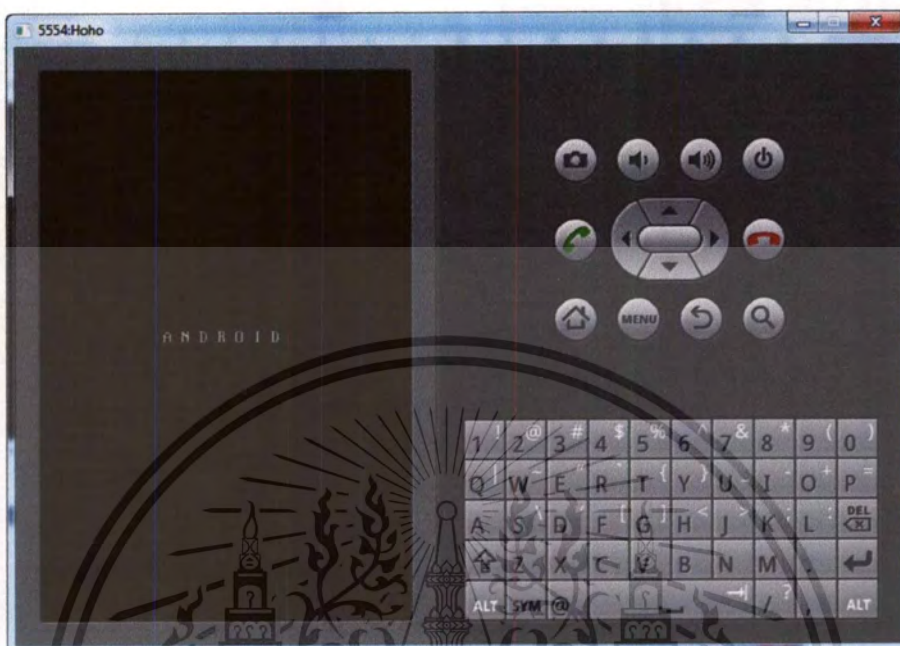 5554:Hoho
ANDROID
MENU
1 ! 2 @ 3 # 4 $ 5 % 6 ^ 7 & 8 * 9 ( 0 )
Q | W ~ E " R ` T { Y } U _ I - O + P =
A S \ D ' F [ G ] H < J > K ; L : DEL
Z X C V B N M .
ALT SYM @ / ? , ALT